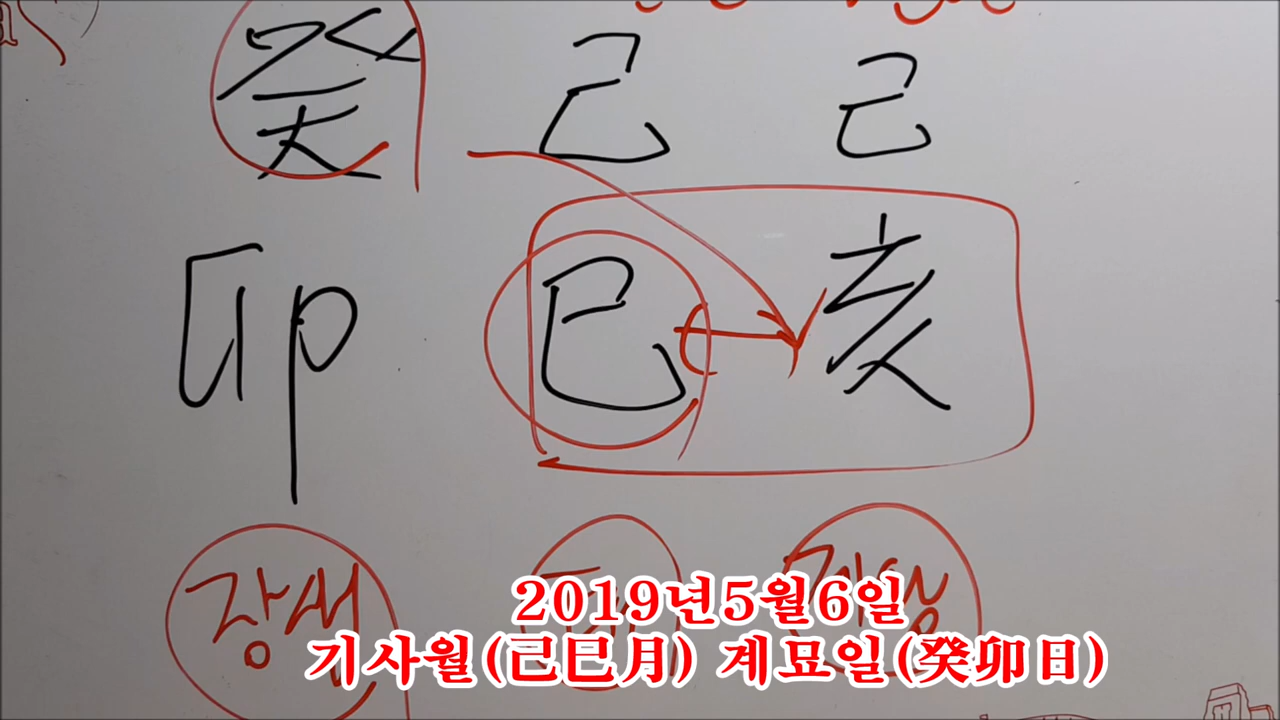 癸 己 己
卯 巳 亥
장성
2019년5월6일
기사월(己巳月) 계묘일(癸卯日)